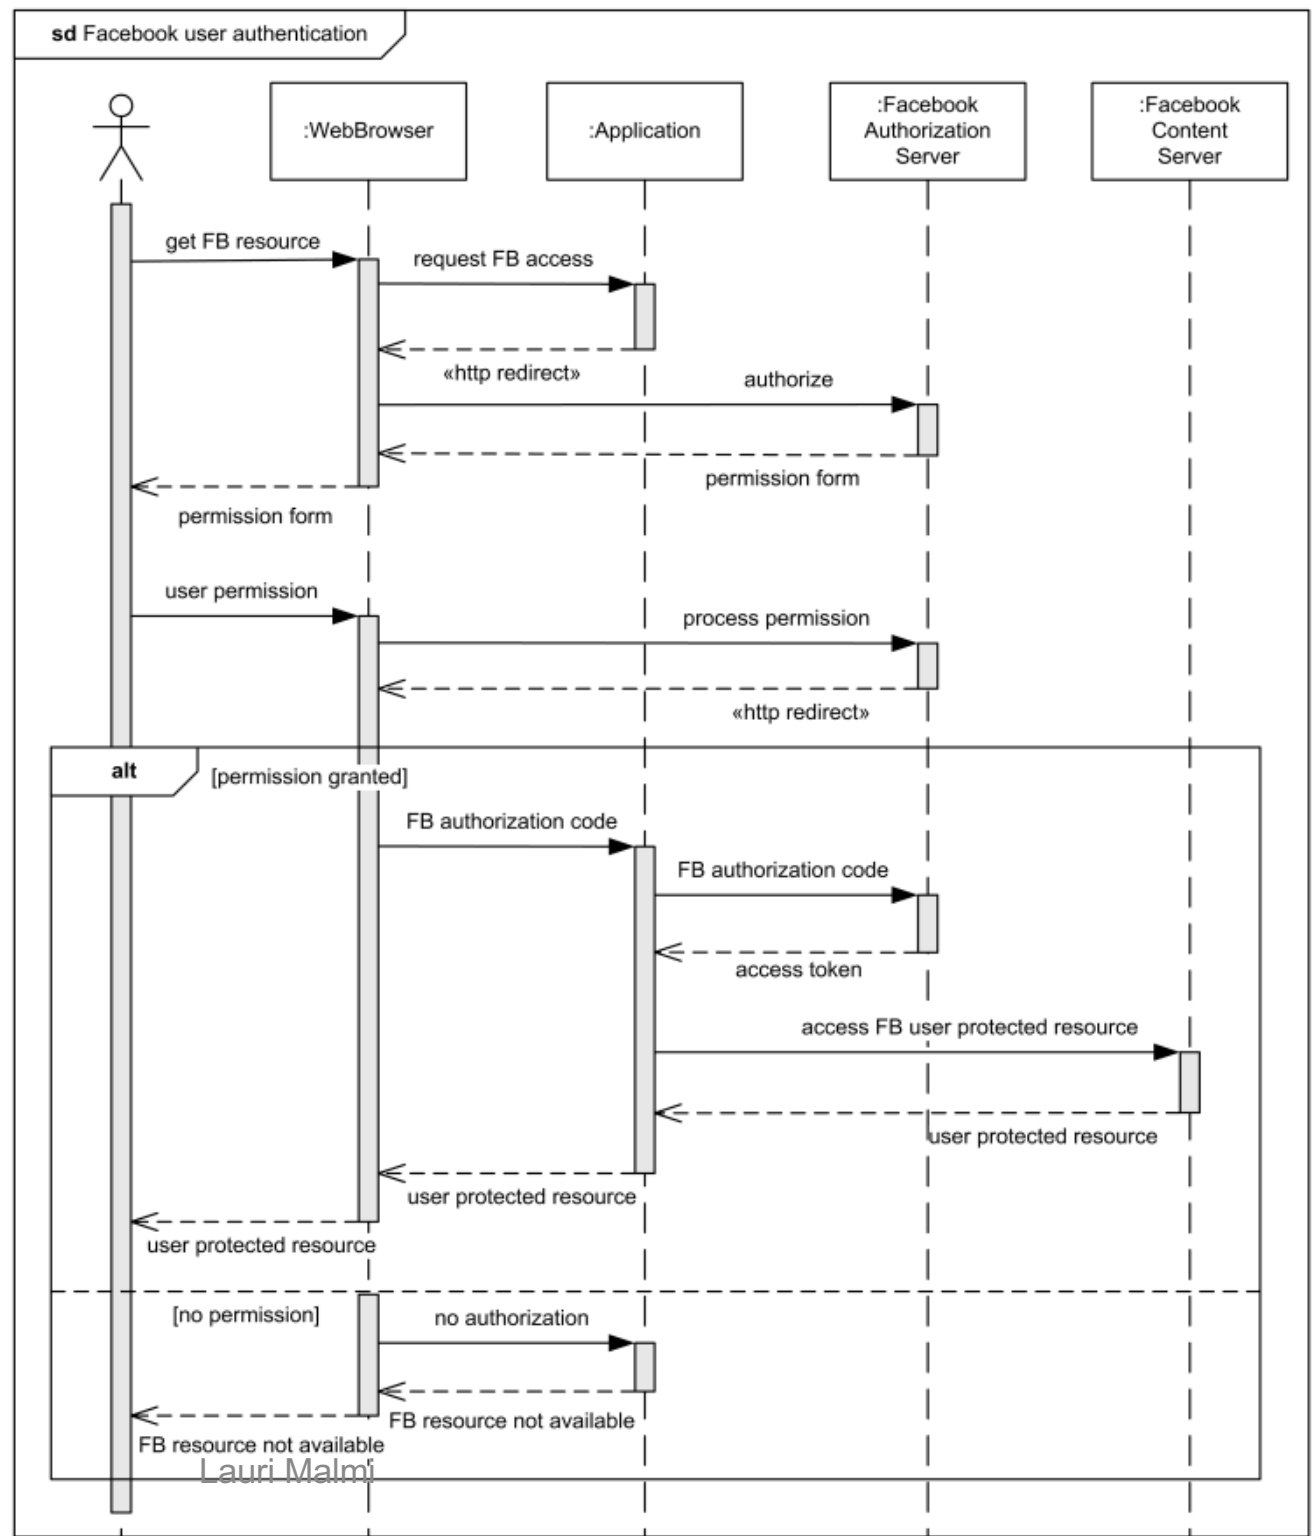 sd Facebook user authentication
:WebBrowser
:Application
:Facebook
Authorization
Server
:Facebook
Content
Server
get FB resource
request FB access
«http redirect»
authorize
permission form
permission form
user permission
process permission
«http redirect»
alt
[permission granted]
FB authorization code
FB authorization code
access token
access FB user protected resource
user protected resource
user protected resource
user protected resource
[no permission]
no authorization
FB resource not available
FB resource not available
Lauri Malmi